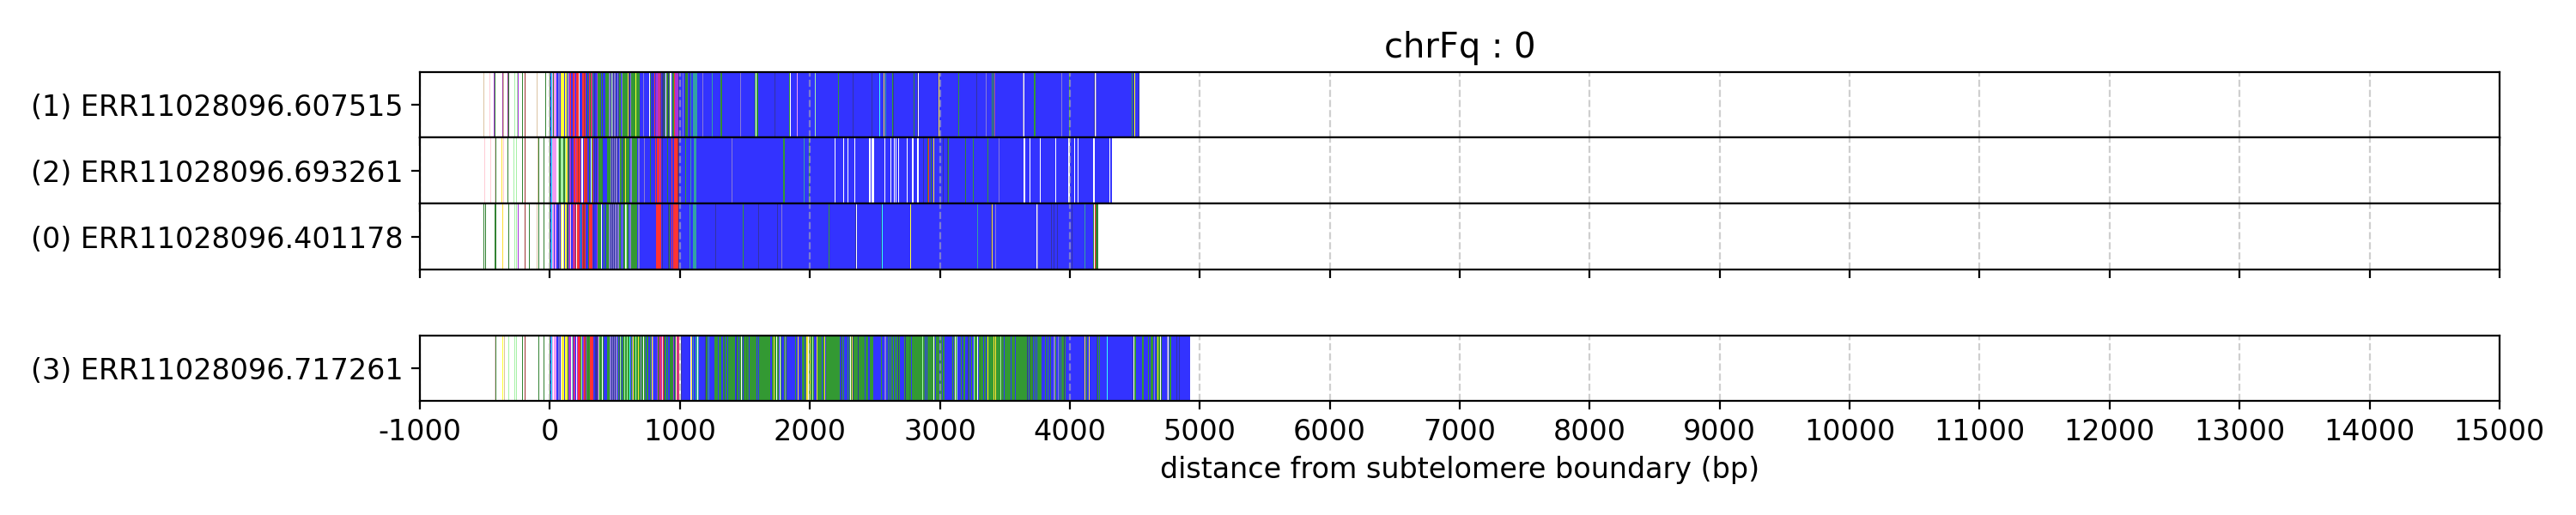 chrFq : 0
(1) ERR11028096.607515
(2) ERR11028096.693261
(0) ERR11028096.401178
(3) ERR11028096.717261
-1000 0 1000 2000 3000 4000 5000 6000 7000 8000 9000 10000 11000 12000 13000 14000 15000
distance from subtelomere boundary (bp)